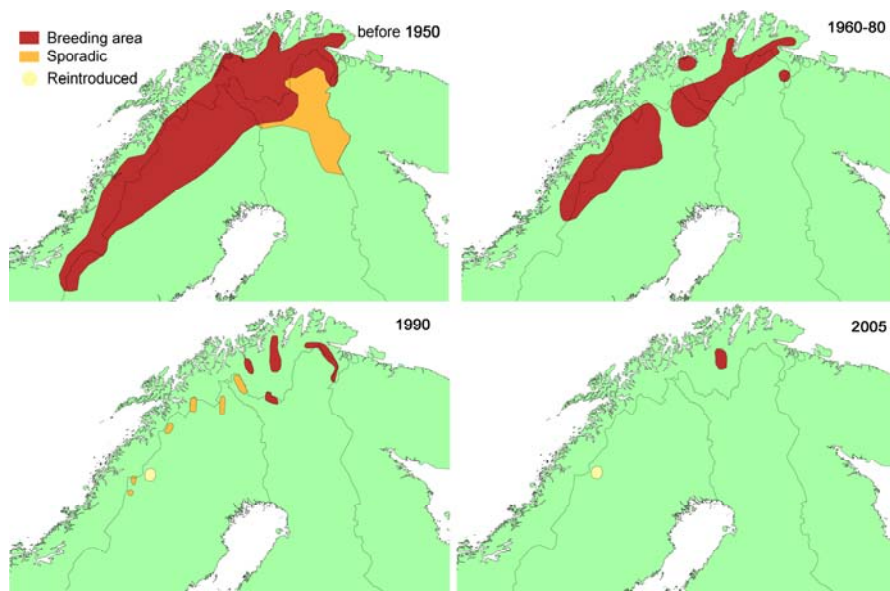 before 1950
Breeding area
Sporadic
Reintroduced
1960-80
1990
2005